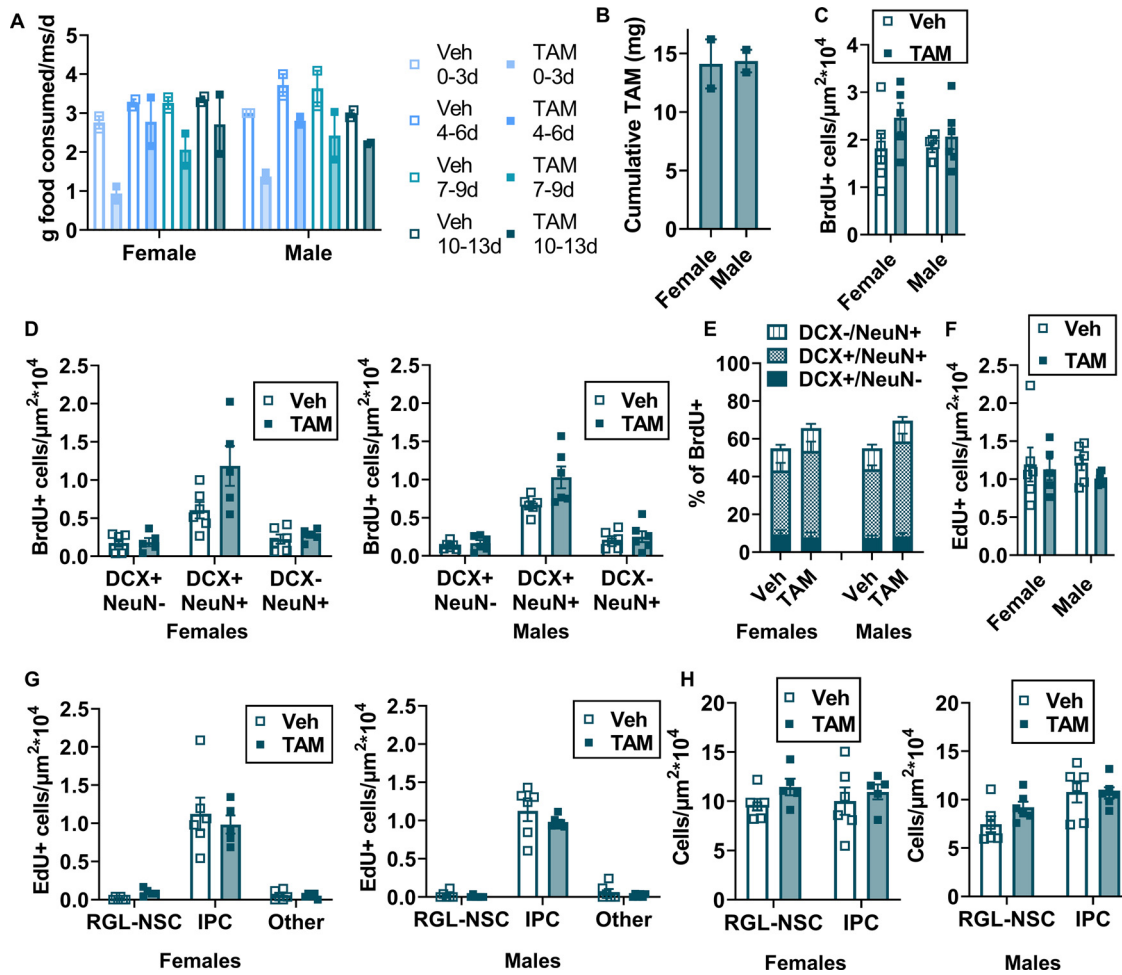 A
g food consumed/ms/d
5
4
3
2
1
0
Female
Male
Veh
0-3d
TAM
0-3d
Veh
4-6d
TAM
4-6d
Veh
7-9d
TAM
7-9d
Veh
10-13d
TAM
10-13d
B
Cumulative TAM (mg)
15
10
5
0
Female
Male
C
Veh
TAM
BrdU+ cells/µm²*10⁴
4
3
2
1
0
Female
Male
D
BrdU+ cells/µm²*10⁴
2.5
2.0
1.5
1.0
0.5
0.0
Veh
TAM
DCX+
NeuN-
DCX+
NeuN+
DCX-
NeuN+
Females
BrdU+ cells/µm²*10⁴
2.5
2.0
1.5
1.0
0.5
0.0
Veh
TAM
DCX+
NeuN-
DCX+
NeuN+
DCX-
NeuN+
Males
E
DCX-/NeuN+
DCX+/NeuN+
DCX+/NeuN-
% of BrdU+
100
80
60
40
20
0
Veh
TAM
Veh
TAM
Females
Males
F
Veh
TAM
EdU+ cells/µm²*10⁴
2.5
2.0
1.5
1.0
0.5
0.0
Female
Male
G
EdU+ cells/µm²*10⁴
2.5
2.0
1.5
1.0
0.5
0.0
Veh
TAM
RGL-NSC
IPC
Other
Females
EdU+ cells/µm²*10⁴
2.5
2.0
1.5
1.0
0.5
0.0
Veh
TAM
RGL-NSC
IPC
Other
Males
H
Veh
TAM
Cells/µm²*10⁴
20
15
10
5
0
RGL-NSC
IPC
Females
Veh
TAM
Cells/µm²*10⁴
20
15
10
5
0
RGL-NSC
IPC
Males